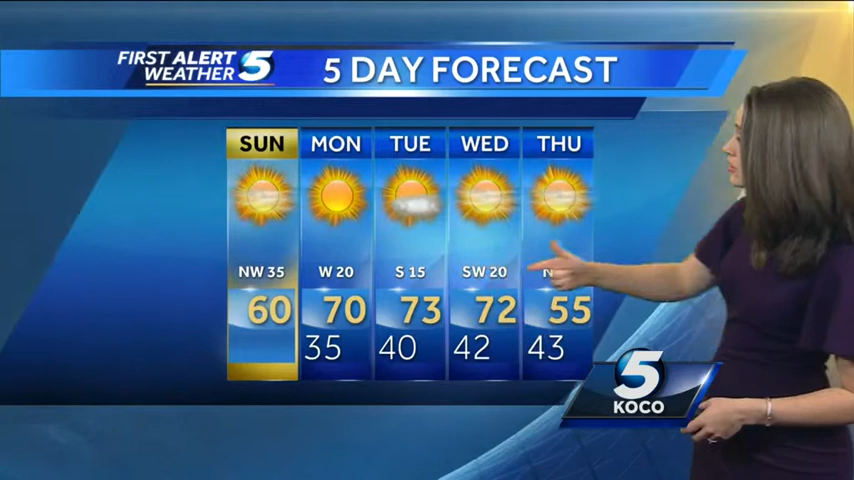 FIRST ALERT
WEATHER 5
5 DAY FORECAST
SUN MON TUE WED THU
NW 35 W 20 S 15 SW 20
60 70 73 72 55
35 40 42 43
5
KOCO